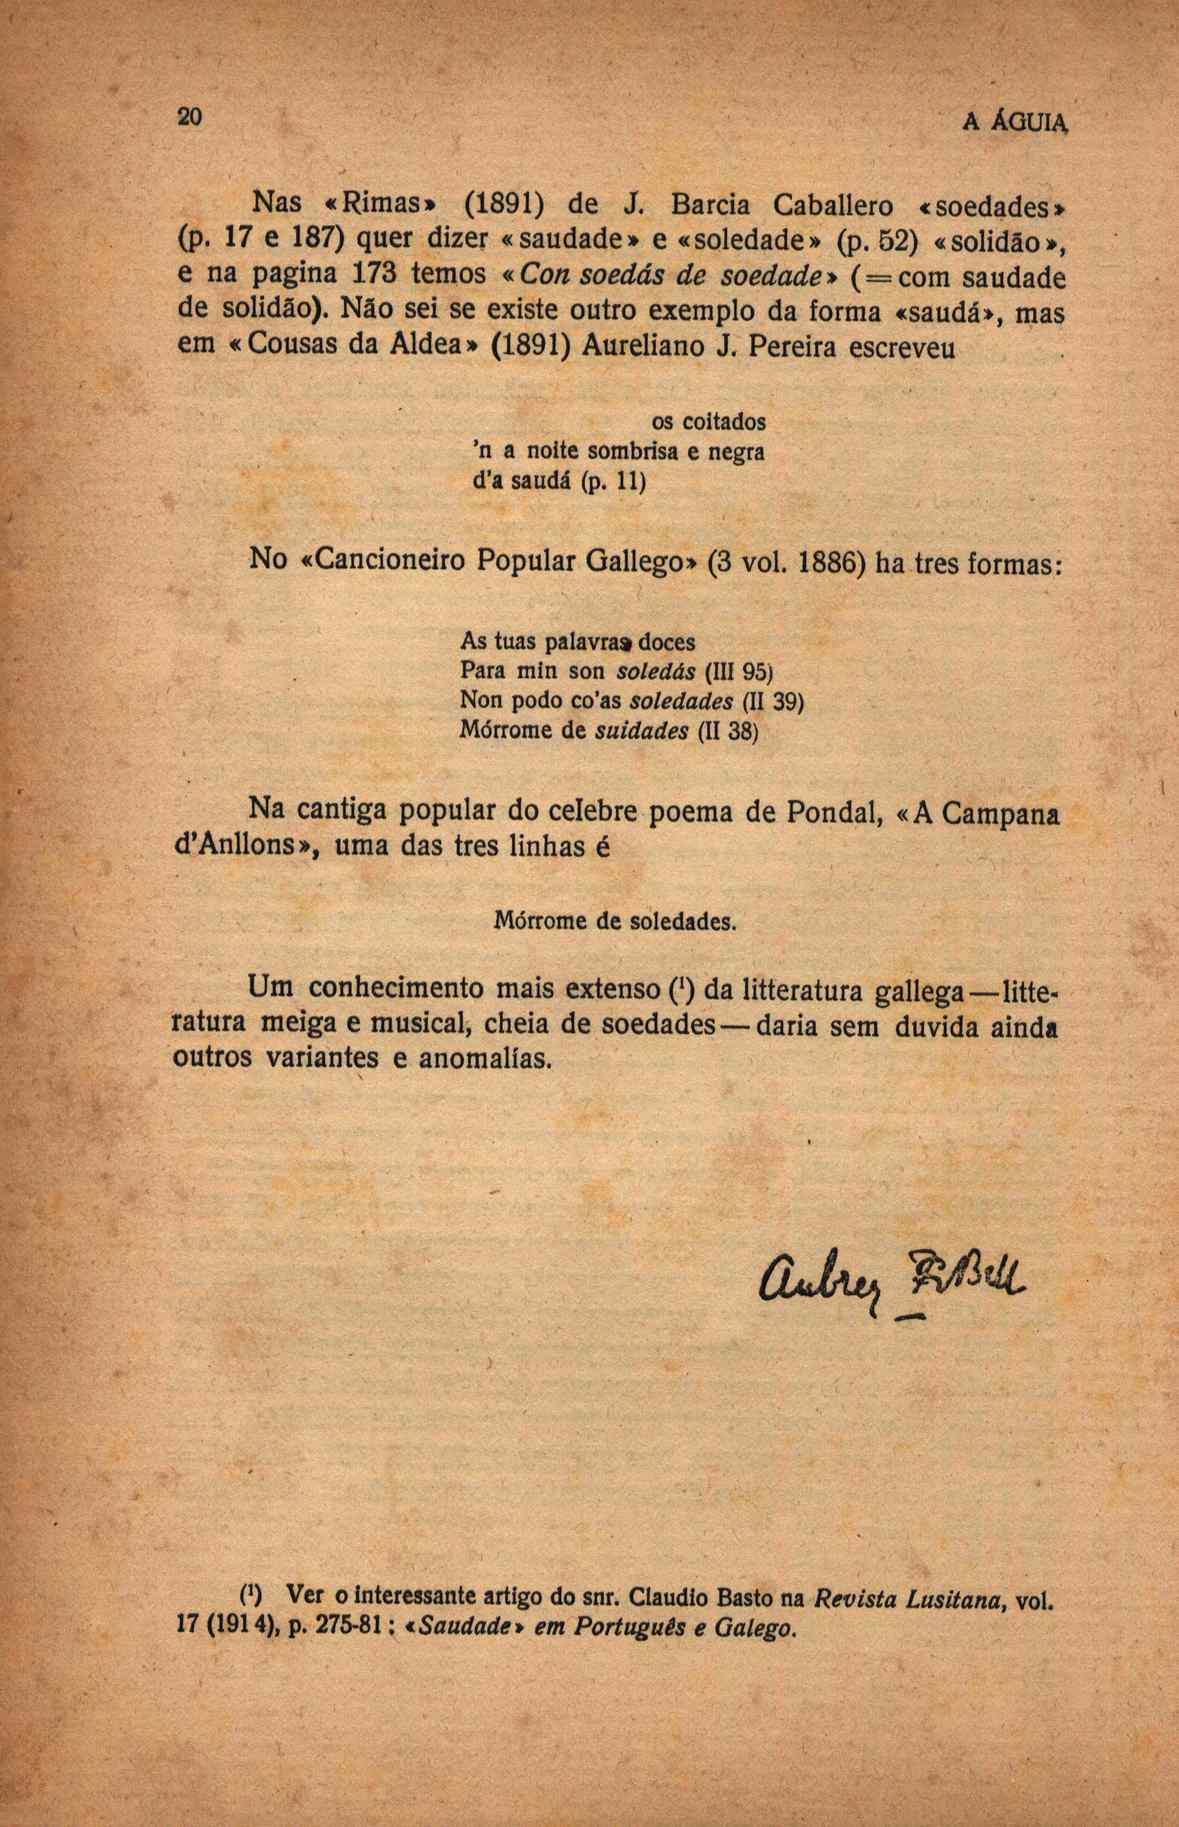 20
A ÁGUIA
Nas «Rimas» (1891) de J. Barcia Caballero «soedades»
(p. 17 e 187) quer dizer «saudade» e «soledade» (p. 52) «solidão»,
e na pagina 173 temos «Con soedás de soedade» (=com saudade
de solidão). Não sei se existe outro exemplo da forma «saudá», mas
em «Cousas da Aldea» (1891) Aureliano J. Pereira escreveu
os coitados
'n a noite sombrisa e negra
d'a saudá (p. 11)
No «Cancioneiro Popular Gallego» (3 vol. 1886) ha tres formas:
As tuas palavras doces
Para min son soledás (III 95)
Non podo co'as soledades (II 39)
Mórrome de suidades (II 38)
Na cantiga popular do celebre poema de Pondal, «A Campana
d'Anllons», uma das tres linhas é
Mórrome de soledades.
Um conhecimento mais extenso (¹) da litteratura gallega—litte-
ratura meiga e musical, cheia de soedades—daria sem duvida ainda
outros variantes e anomalías.
Aubrey F. Bell
(¹) Ver o interessante artigo do snr. Claudio Basto na Revista Lusitana, vol.
17 (1914), p. 275-81: «Saudade» em Português e Galego.